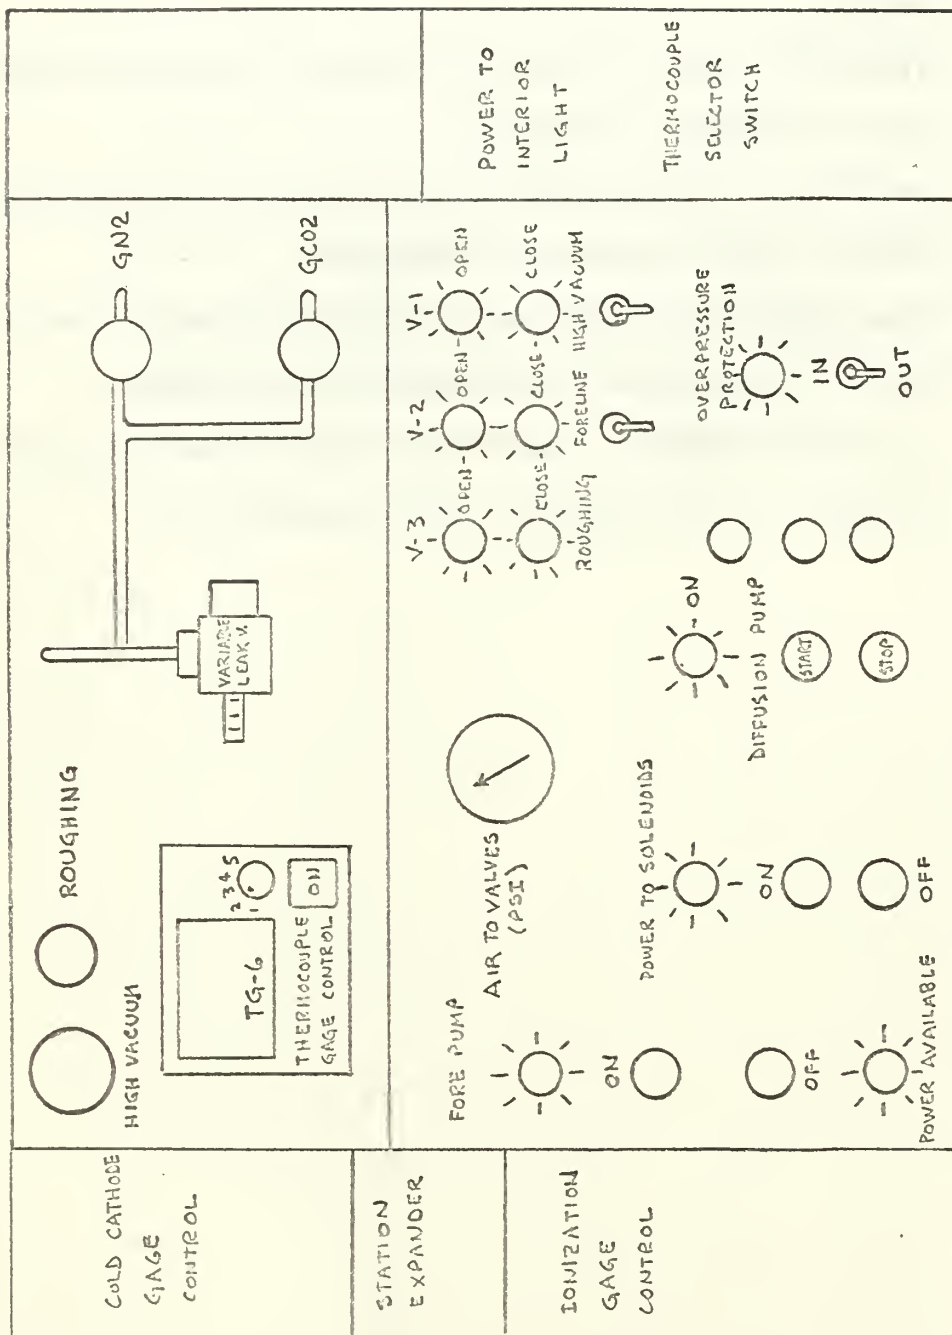 COLD CATHODE
GAGE
CONTROL
STATION
EXPANDER
IONIZATION
GAGE
CONTROL
HIGH VACUUM
ROUGHING
TG-6
1 2 3 4 5
ON
THERMOCOUPLE
GAGE CONTROL
VARIABLE
LEAK V.
GN2
GCO2
FORE PUMP
ON
OFF
POWER AVAILABLE
AIR TO VALVES
(PSI)
POWER TO SOLENOIDS
ON
OFF
ON
DIFFUSION PUMP
START
STOP
V-3
V-2
V-1
OPEN
OPEN
OPEN
CLOSE
CLOSE
CLOSE
ROUGHING
FORELINE
HIGH VACUUM
OVERPRESSURE
PROTECTION
IN
OUT
POWER TO
INTERIOR
LIGHT
THERMOCOUPLE
SELECTOR
SWITCH